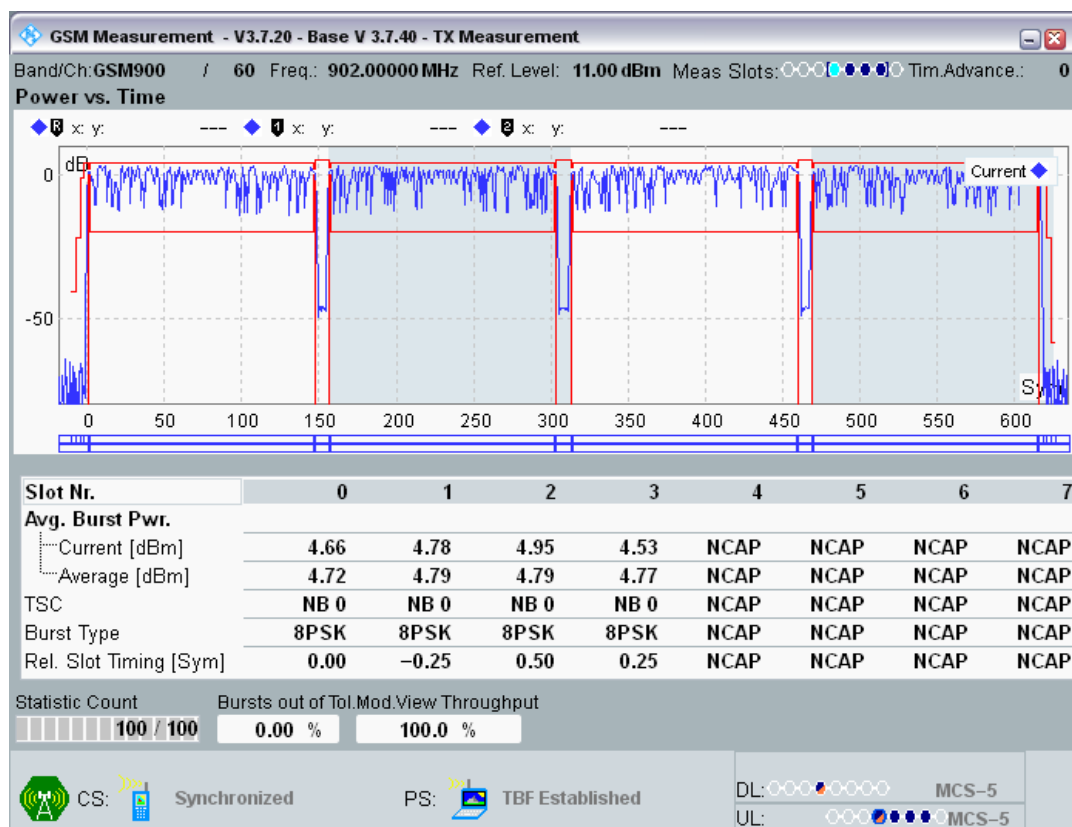 GSM Measurement - V3.7.20 - Base V 3.7.40 - TX Measurement
Band/Ch:GSM900 / 60 Freq.: 902.00000 MHz Ref. Level: 11.00 dBm Meas Slots: Tim.Advance.: 0
Power vs. Time
R x: y: --- 1 x: y: --- 2 x: y: ---
dB
Current
0
-50
Sym
0 50 100 150 200 250 300 350 400 450 500 550 600
Slot Nr. 0 1 2 3 4 5 6 7
Avg. Burst Pwr.
Current [dBm] 4.66 4.78 4.95 4.53 NCAP NCAP NCAP NCAP
Average [dBm] 4.72 4.79 4.79 4.77 NCAP NCAP NCAP NCAP
TSC NB 0 NB 0 NB 0 NB 0 NCAP NCAP NCAP NCAP
Burst Type 8PSK 8PSK 8PSK 8PSK NCAP NCAP NCAP NCAP
Rel. Slot Timing [Sym] 0.00 −0.25 0.50 0.25 NCAP NCAP NCAP NCAP
Statistic Count Bursts out of Tol. Mod.View Throughput
100 / 100 0.00 % 100.0 %
CS: Synchronized PS: TBF Established
DL: MCS−5
UL: MCS−5